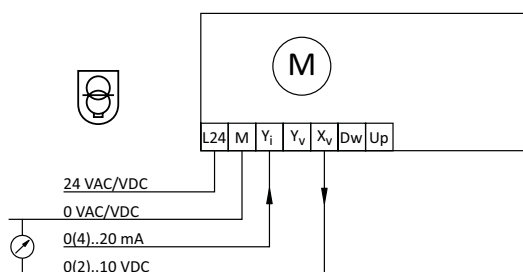 M
L24 M Yi Yv Xv Dw Up
24 VAC/VDC
0 VAC/VDC
0(4)..20 mA
0(2)..10 VDC